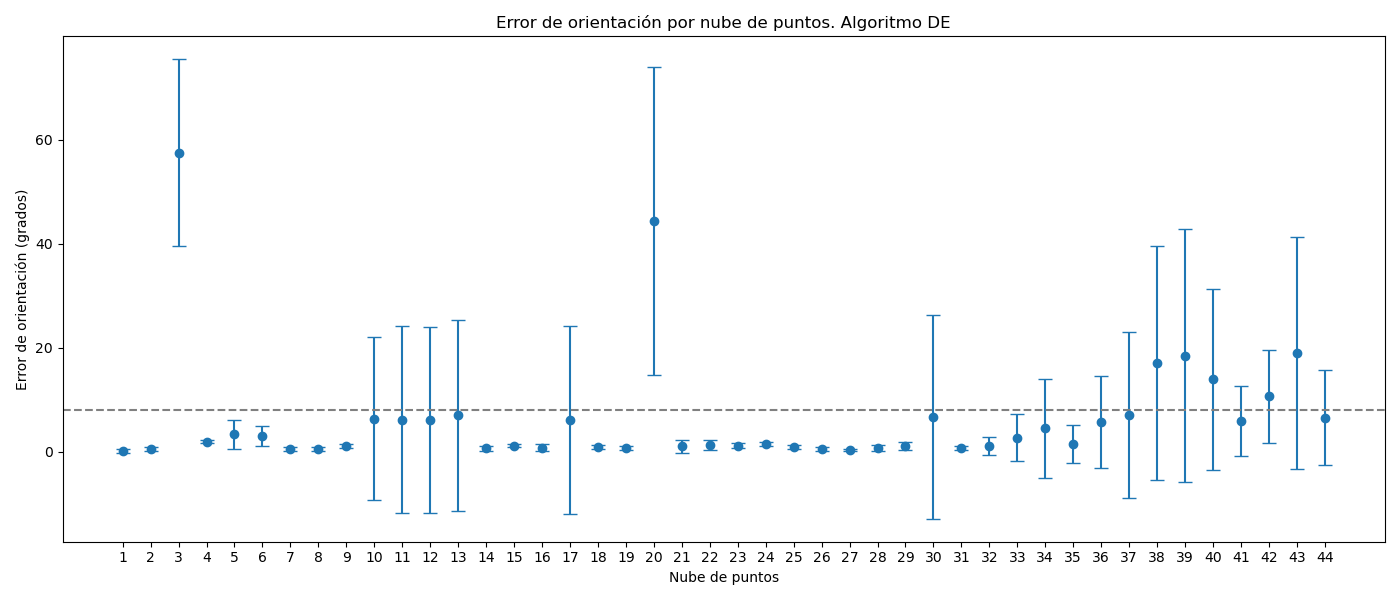 Error de orientación por nube de puntos. Algoritmo DE
Error de orientación (grados)
60
40
20
0
1 2 3 4 5 6 7 8 9 10 11 12 13 14 15 16 17 18 19 20 21 22 23 24 25 26 27 28 29 30 31 32 33 34 35 36 37 38 39 40 41 42 43 44
Nube de puntos